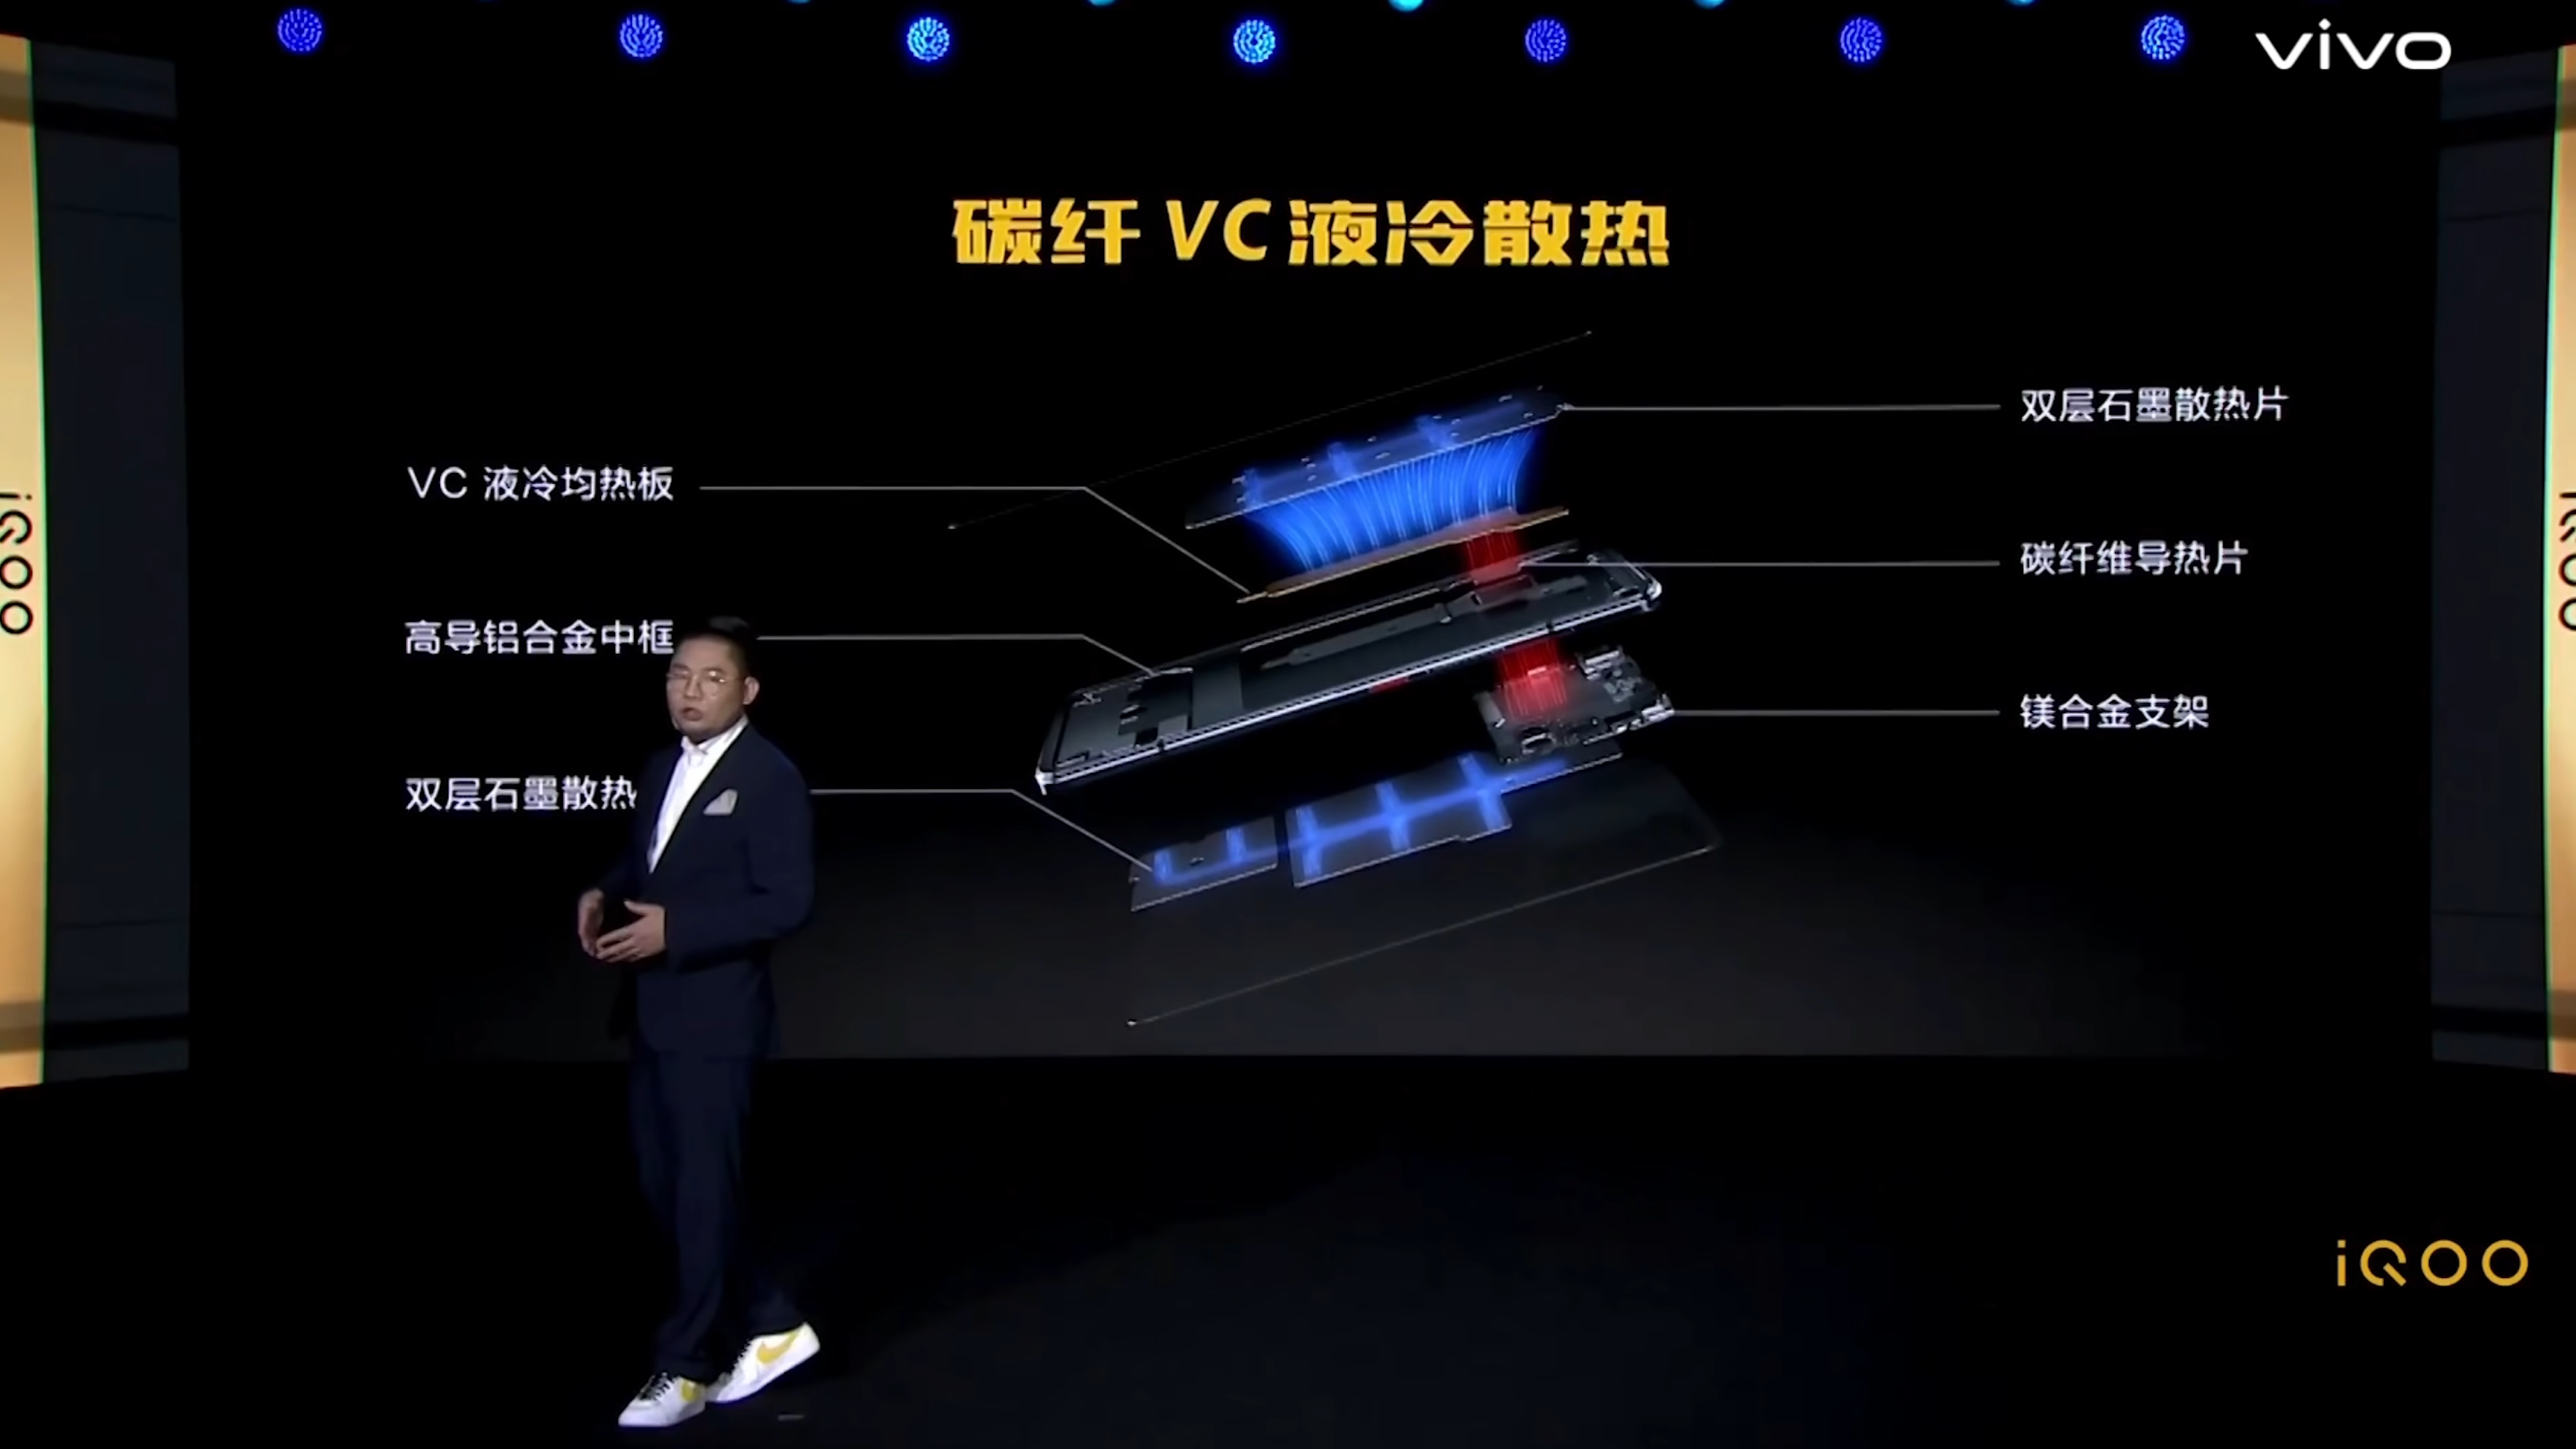 vivo
碳纤 VC 液冷散热
双层石墨散热片
VC 液冷均热板
碳纤维导热片
高导铝合金中框
镁合金支架
双层石墨散热
iQOO
iQOO
iQOO